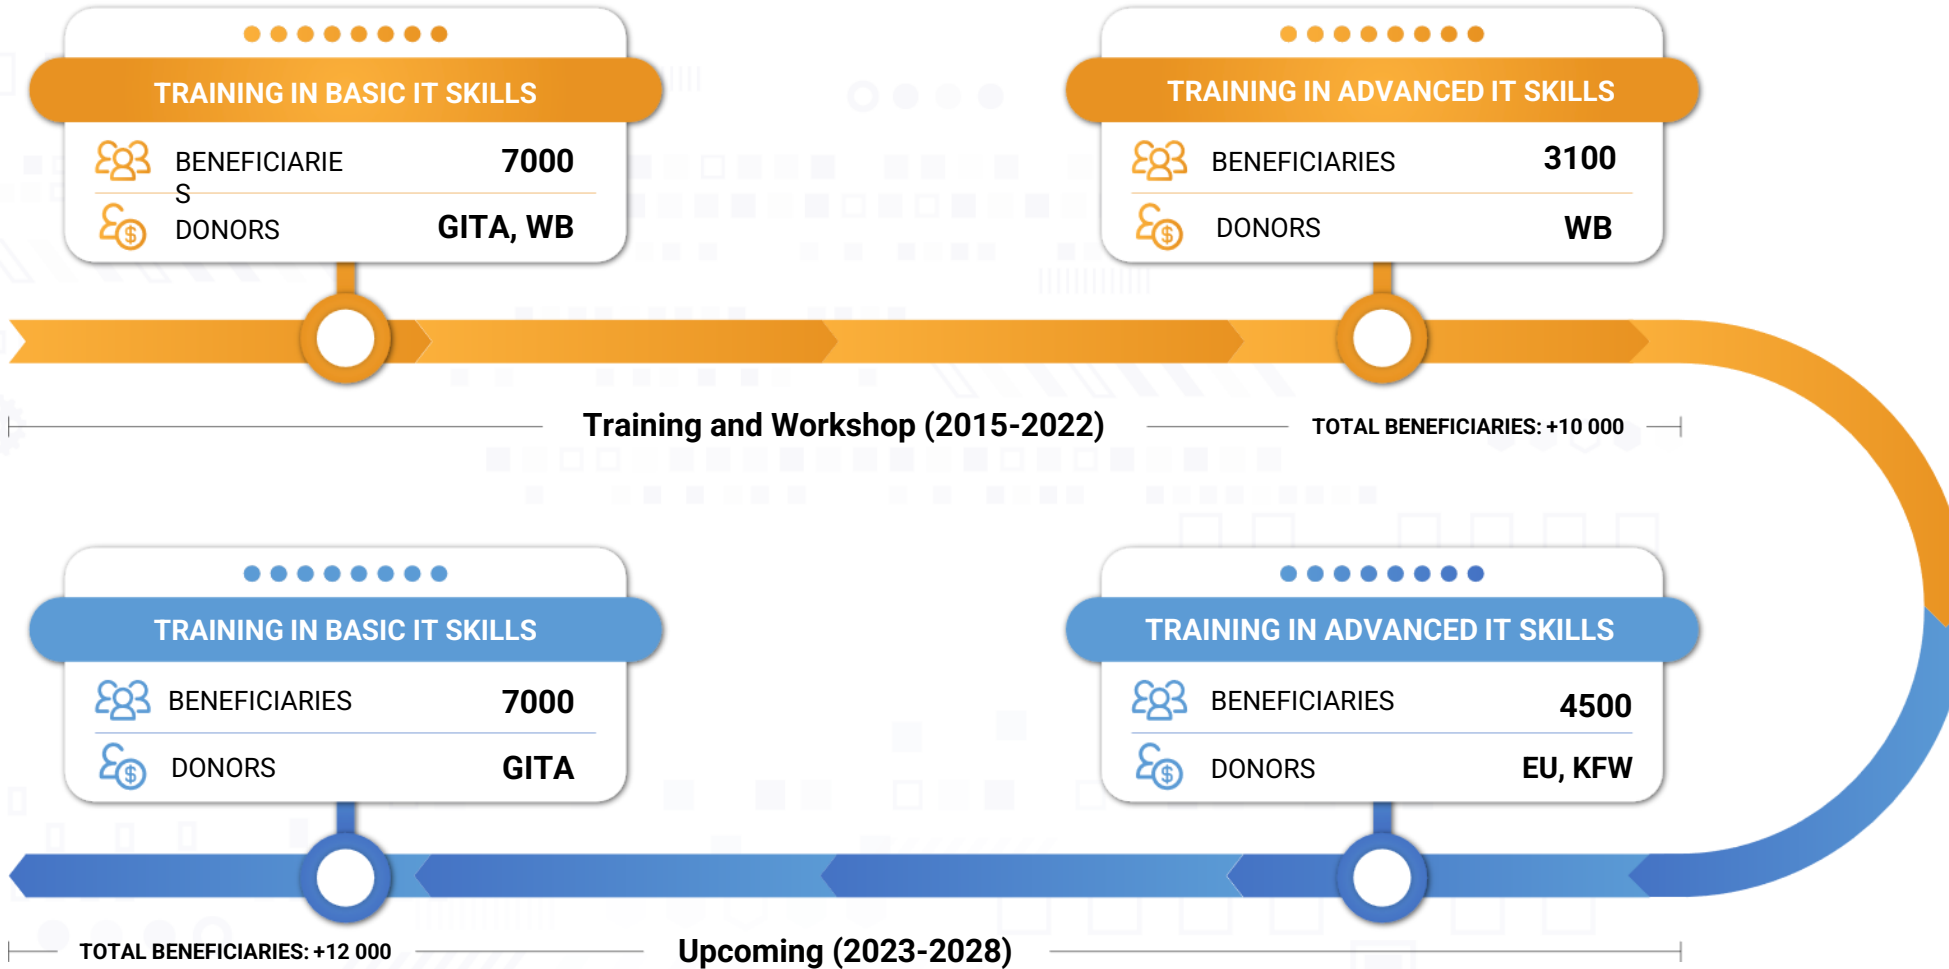 TRAINING IN BASIC IT SKILLS
BENEFICIARIE
S
7000
DONORS
GITA, WB
TRAINING IN ADVANCED IT SKILLS
BENEFICIARIES
3100
DONORS
WB
Training and Workshop (2015-2022)
TOTAL BENEFICIARIES: +10 000
TRAINING IN BASIC IT SKILLS
BENEFICIARIES
7000
DONORS
GITA
TRAINING IN ADVANCED IT SKILLS
BENEFICIARIES
4500
DONORS
EU, KFW
TOTAL BENEFICIARIES: +12 000
Upcoming (2023-2028)